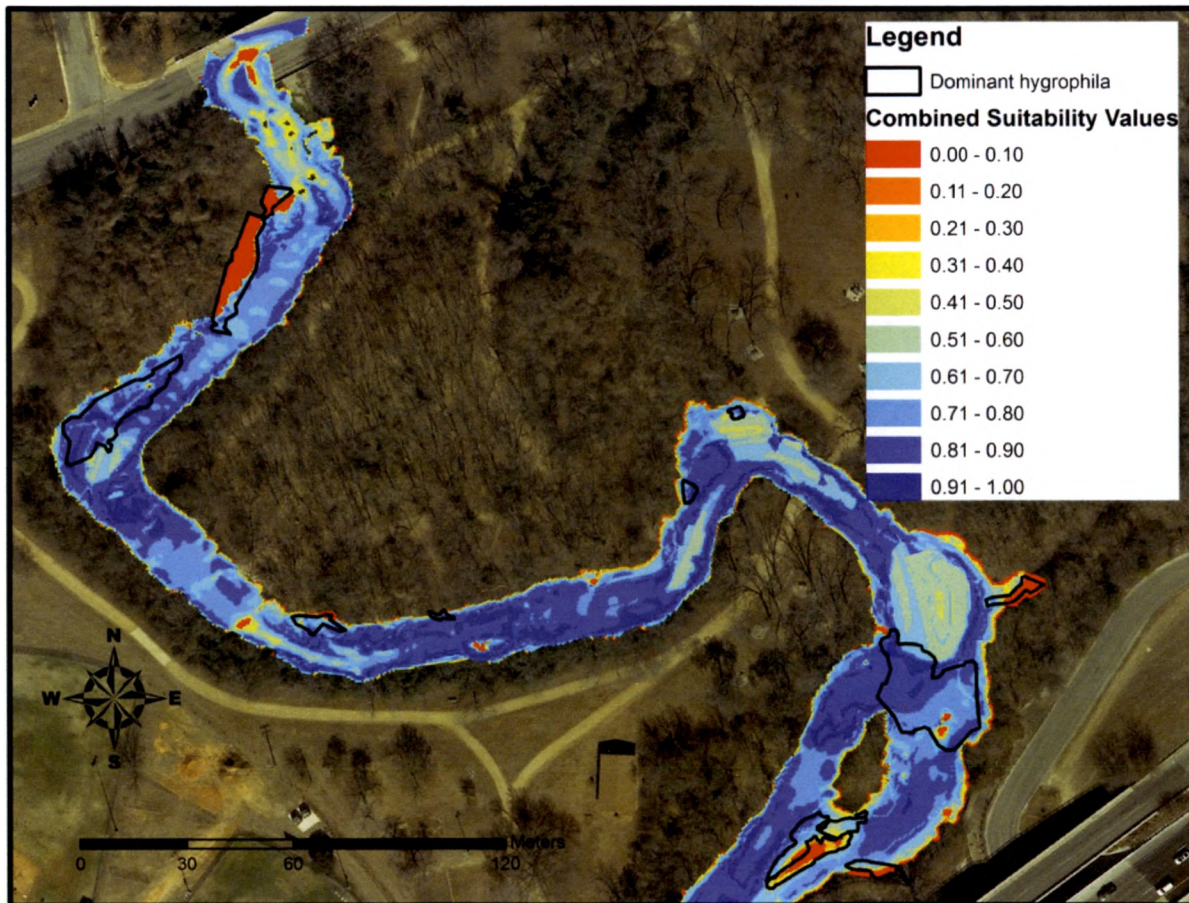 Legend
Dominant hygrophila
Combined Suitability Values
0.00 - 0.10
0.11 - 0.20
0.21 - 0.30
0.31 - 0.40
0.41 - 0.50
0.51 - 0.60
0.61 - 0.70
0.71 - 0.80
0.81 - 0.90
0.91 - 1.00
N
W E
S
Meters
0 30 60 120